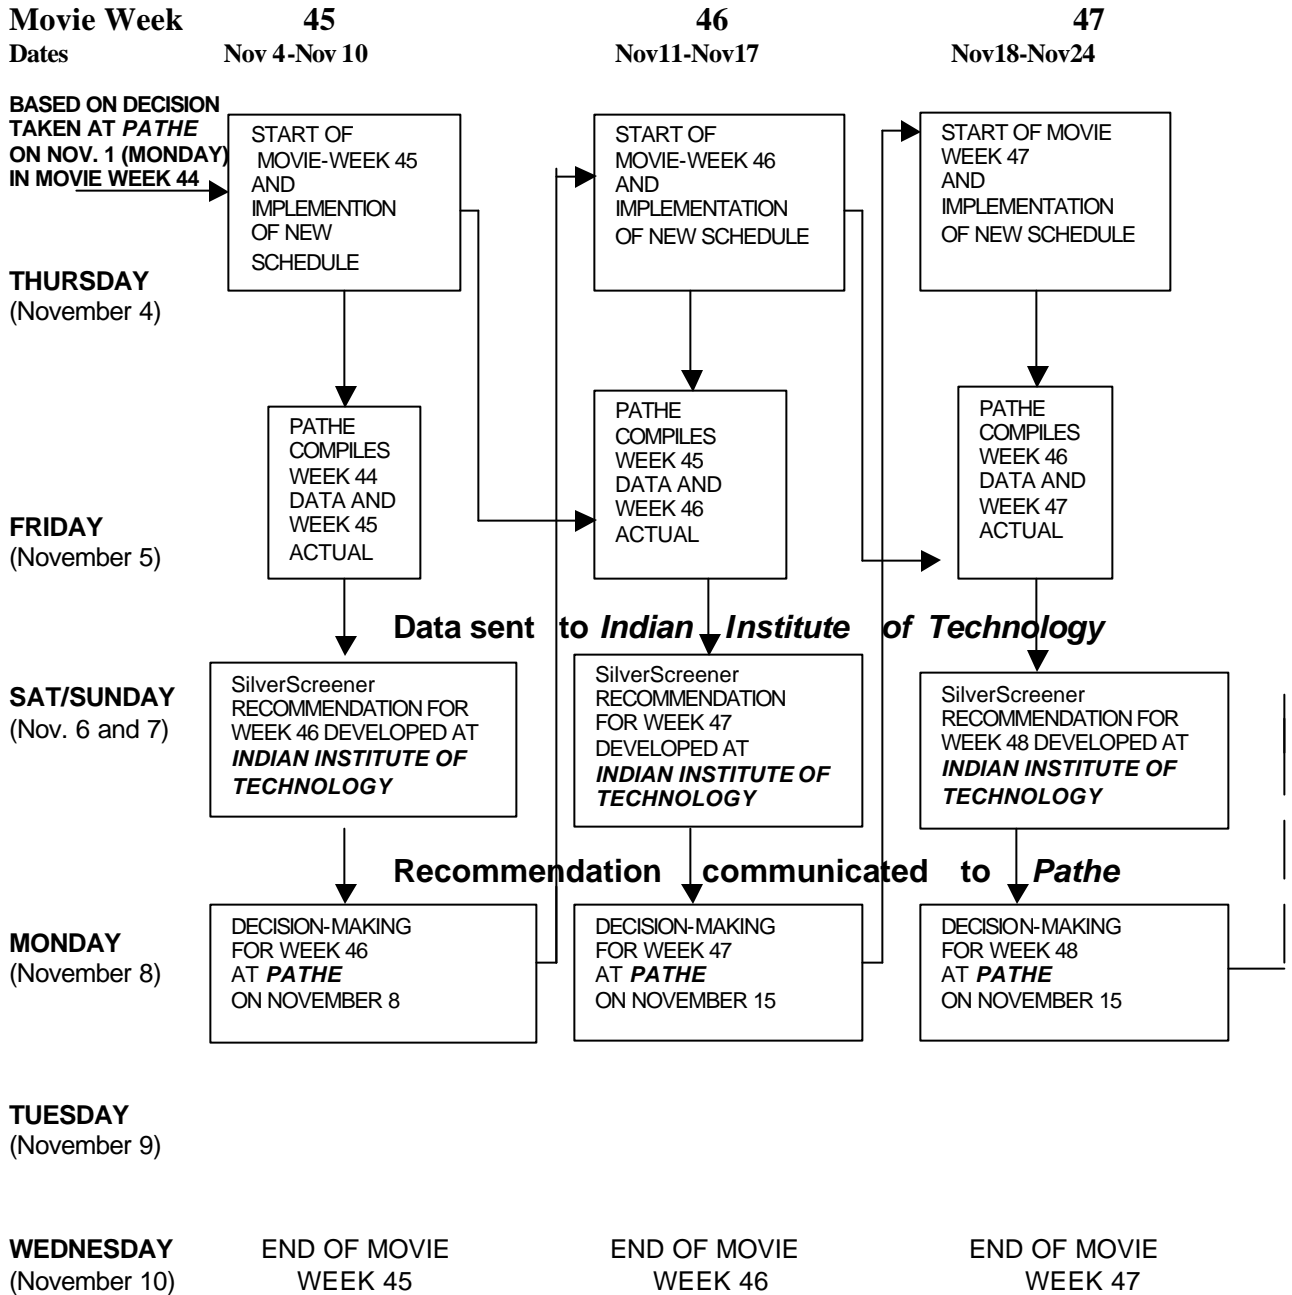 Movie Week 45 46 47
Dates Nov 4-Nov 10 Nov11-Nov17 Nov18-Nov24
BASED ON DECISION
TAKEN AT PATHE
ON NOV. 1 (MONDAY)
IN MOVIE WEEK 44
START OF
MOVIE-WEEK 45
AND
IMPLEMENTION
OF NEW
SCHEDULE
START OF
MOVIE-WEEK 46
AND
IMPLEMENTATION
OF NEW SCHEDULE
START OF MOVIE
WEEK 47
AND
IMPLEMENTATION
OF NEW SCHEDULE
THURSDAY
(November 4)
PATHE
COMPILES
WEEK 44
DATA AND
WEEK 45
ACTUAL
PATHE
COMPILES
WEEK 45
DATA AND
WEEK 46
ACTUAL
PATHE
COMPILES
WEEK 46
DATA AND
WEEK 47
ACTUAL
FRIDAY
(November 5)
Data sent to Indian Institute of Technology
SAT/SUNDAY
(Nov. 6 and 7)
SilverScreener
RECOMMENDATION FOR
WEEK 46 DEVELOPED AT
INDIAN INSTITUTE OF
TECHNOLOGY
SilverScreener
RECOMMENDATION
FOR WEEK 47
DEVELOPED AT
INDIAN INSTITUTE OF
TECHNOLOGY
SilverScreener
RECOMMENDATION FOR
WEEK 48 DEVELOPED AT
INDIAN INSTITUTE OF
TECHNOLOGY
Recommendation communicated to Pathe
MONDAY
(November 8)
DECISION-MAKING
FOR WEEK 46
AT PATHE
ON NOVEMBER 8
DECISION-MAKING
FOR WEEK 47
AT PATHE
ON NOVEMBER 15
DECISION-MAKING
FOR WEEK 48
AT PATHE
ON NOVEMBER 15
TUESDAY
(November 9)
WEDNESDAY
(November 10)
END OF MOVIE
WEEK 45
END OF MOVIE
WEEK 46
END OF MOVIE
WEEK 47